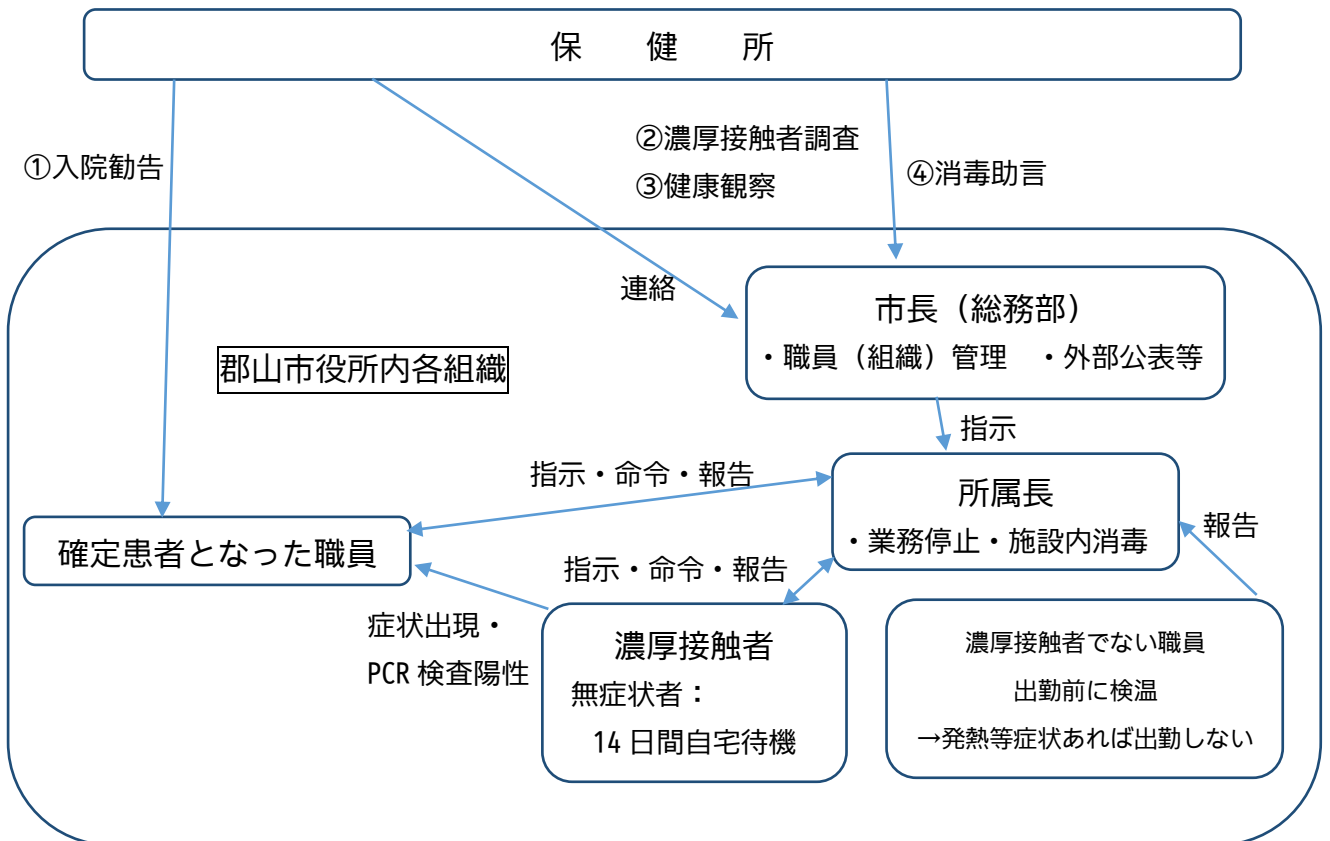 保　健　所
①入院勧告
②濃厚接触者調査
③健康観察
④消毒助言
連絡
市長（総務部）
・職員（組織）管理　・外部公表等
郡山市役所内各組織
指示
指示・命令・報告
所属長
・業務停止・施設内消毒
報告
確定患者となった職員
指示・命令・報告
症状出現・
PCR 検査陽性
濃厚接触者
無症状者：
14 日間自宅待機
濃厚接触者でない職員
出勤前に検温
→発熱等症状あれば出勤しない